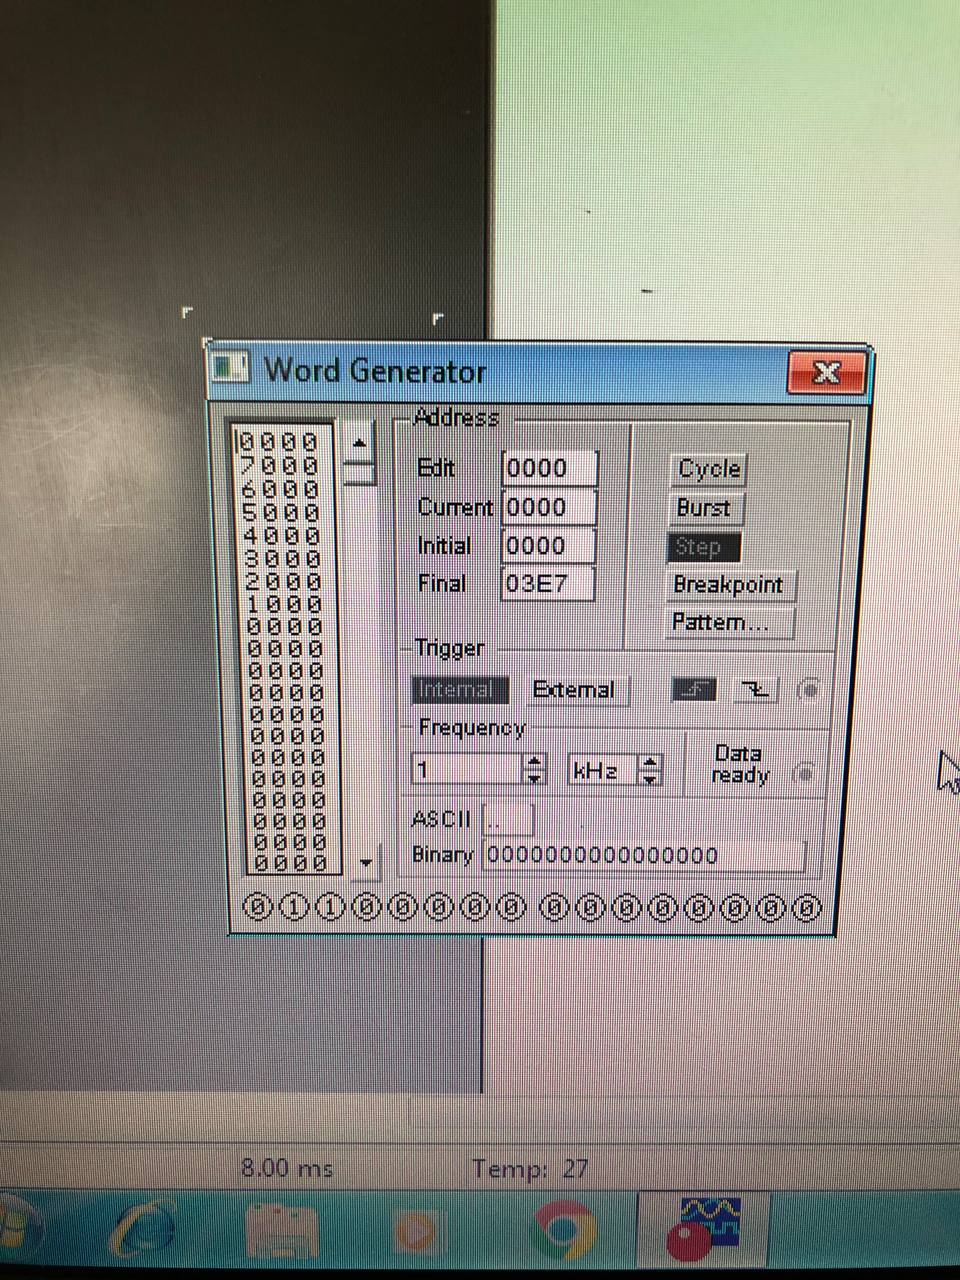 Word Generator
0000
7000
6000
5000
4000
3000
2000
1000
0000
0000
0000
0000
0000
0000
0000
0000
0000
0000
0000
0000
Address
Edit 0000
Current 0000
Initial 0000
Final 03E7
Cycle
Burst
Step
Breakpoint
Pattern...
Trigger
Internal External
Frequency
1 kHz
Data
ready
ASCII ..
Binary 0000000000000000
0 1 1 0 0 0 0 0 0 0 0 0 0 0 0 0
8.00 ms Temp: 27